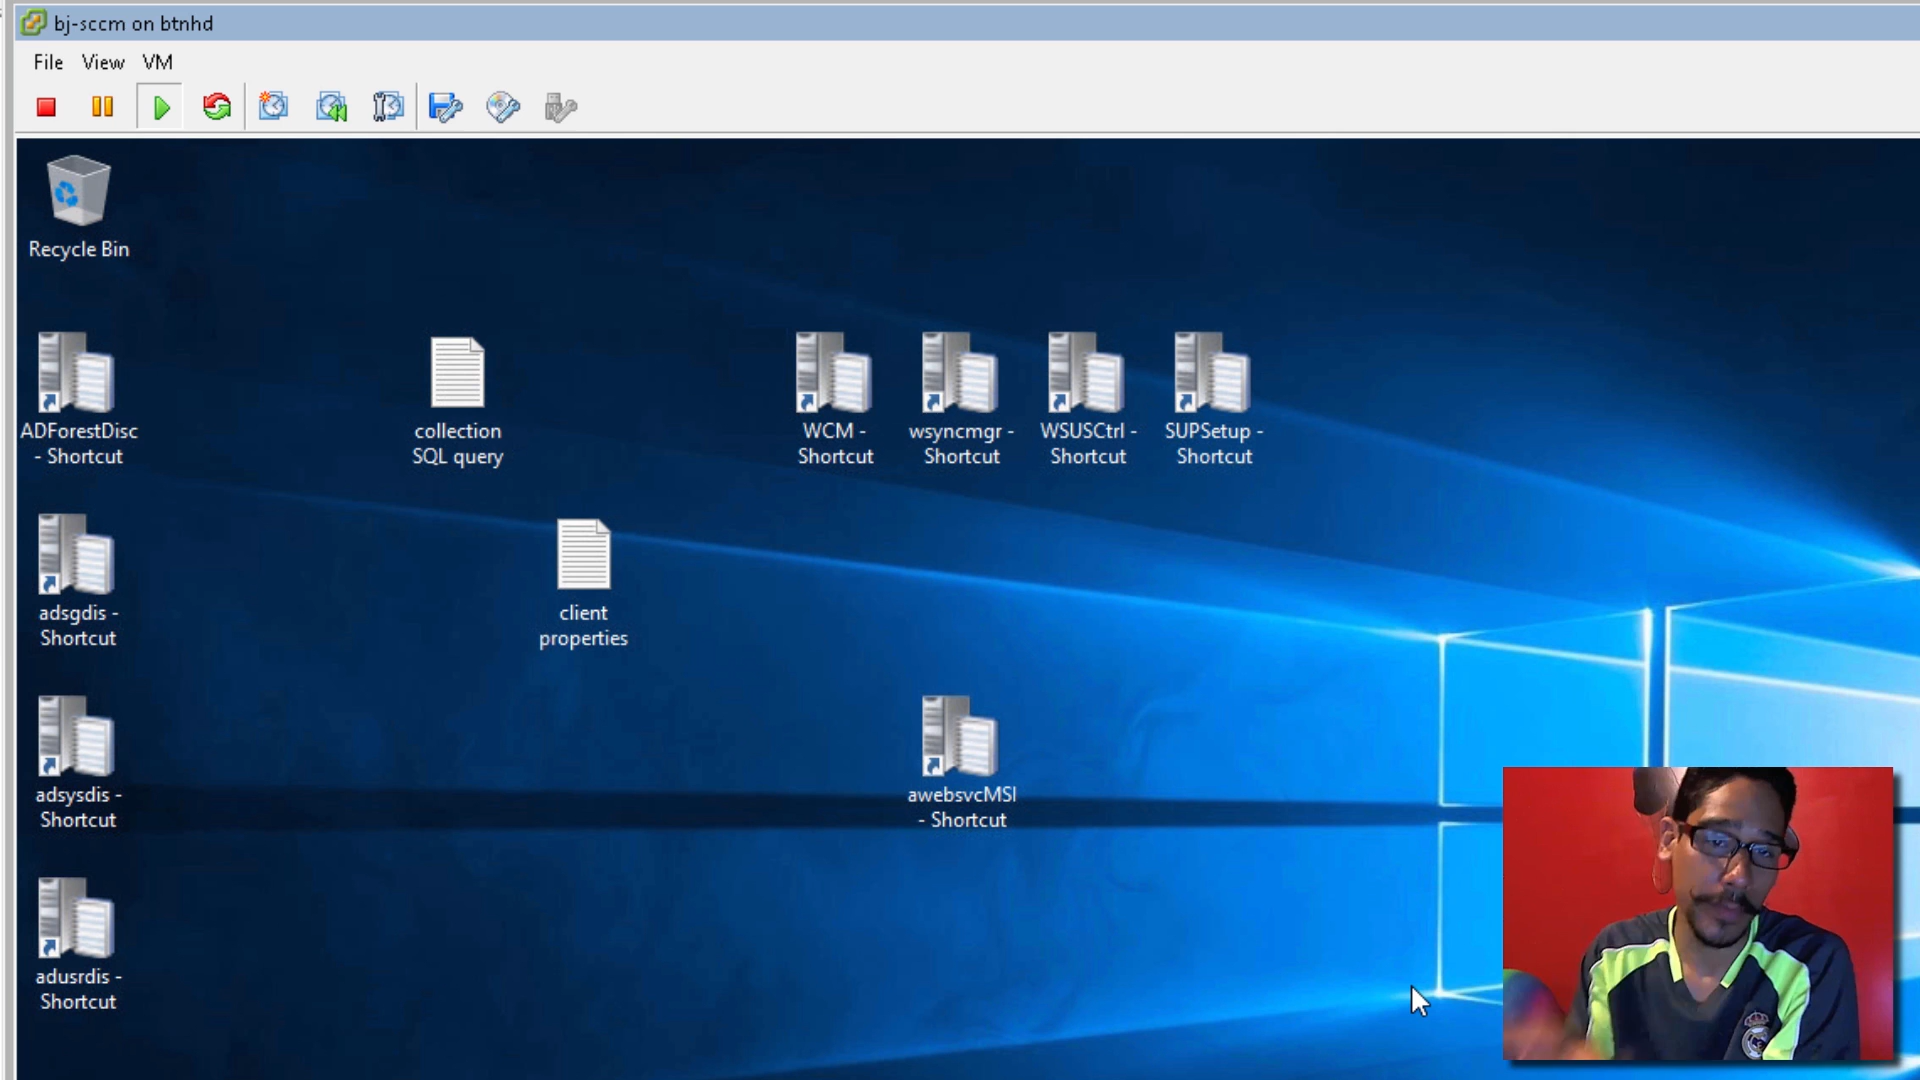 bj-sccm on btnhd
File View VM
Recycle Bin
ADForestDisc
- Shortcut
collection
SQL query
WCM -
Shortcut
wsyncmgr -
Shortcut
WSUSCtrl -
Shortcut
SUPSetup -
Shortcut
adsgdis -
Shortcut
client
properties
adsysdis -
Shortcut
awebsvcMSI
- Shortcut
adusrdis -
Shortcut